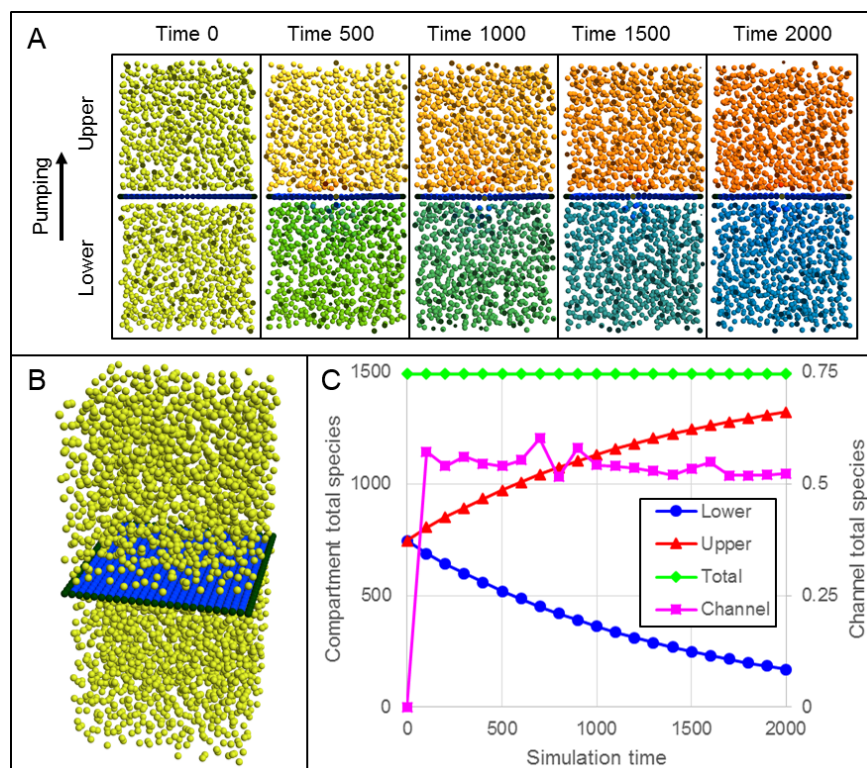 A
Time 0 Time 500 Time 1000 Time 1500 Time 2000
Upper
Pumping
Lower
B
C
1500
1000
500
0
Compartment total species
0.75
0.5
0.25
0
Channel total species
Lower
Upper
Total
Channel
0 500 1000 1500 2000
Simulation time